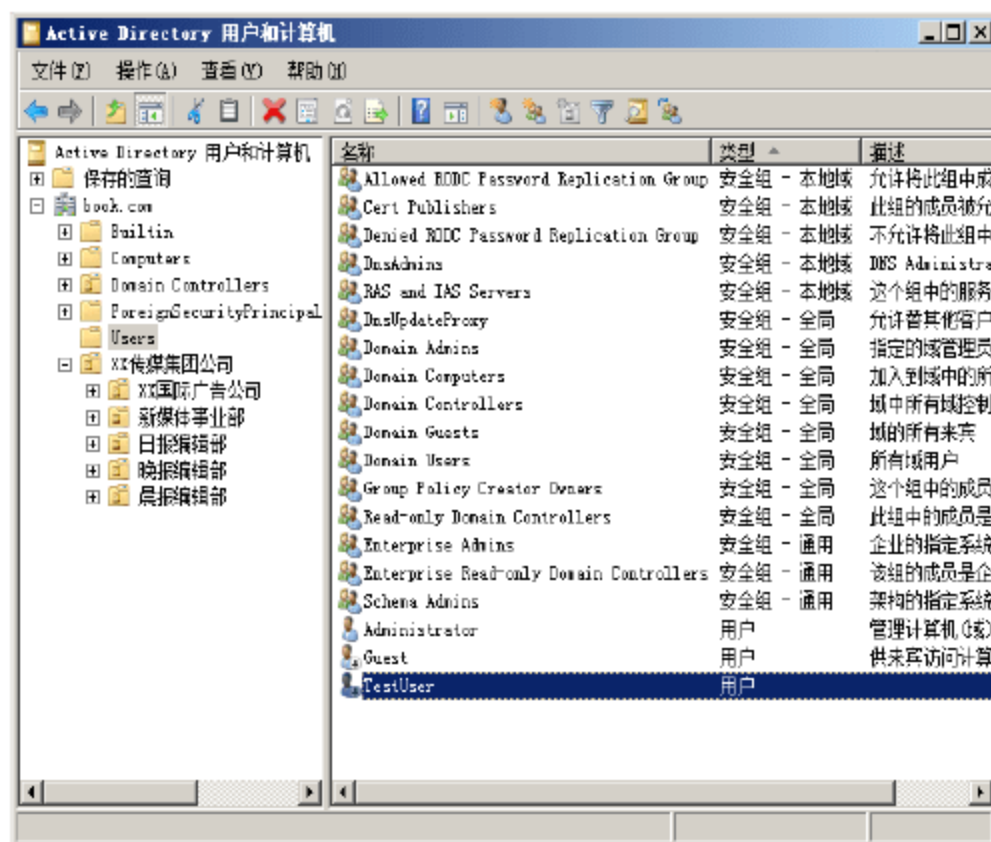 Active Directory 用户和计算机
文件(F) 操作(A) 查看(V) 帮助(H)
Active Directory 用户和计算机
保存的查询
book.com
Builtin
Computers
Domain Controllers
ForeignSecurityPrincipal
Users
XX传媒集团公司
XX国际广告公司
新媒体事业部
日报编辑部
晚报编辑部
晨报编辑部
名称 类型 描述
Allowed RODC Password Replication Group 安全组 - 本地域 允许将此组中成
Cert Publishers 安全组 - 本地域 此组的成员被允
Denied RODC Password Replication Group 安全组 - 本地域 不允许将此组中
DnsAdmins 安全组 - 本地域 DNS Administra
RAS and IAS Servers 安全组 - 本地域 这个组中的服务
DnsUpdateProxy 安全组 - 全局 允许替其他客户
Domain Admins 安全组 - 全局 指定的域管理员
Domain Computers 安全组 - 全局 加入到域中的所
Domain Controllers 安全组 - 全局 域中所有域控制
Domain Guests 安全组 - 全局 域的所有来宾
Domain Users 安全组 - 全局 所有域用户
Group Policy Creator Owners 安全组 - 全局 这个组中的成员
Read-only Domain Controllers 安全组 - 全局 此组中的成员是
Enterprise Admins 安全组 - 通用 企业的指定系统
Enterprise Read-only Domain Controllers 安全组 - 通用 该组的成员是企
Schema Admins 安全组 - 通用 架构的指定系统
Administrator 用户 管理计算机(域)
Guest 用户 供来宾访问计算
TestUser 用户